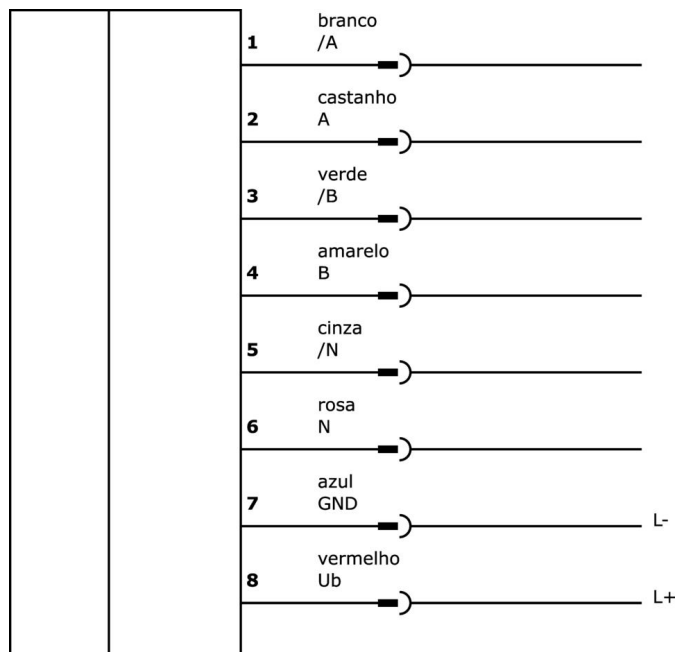 branco
1 /A
castanho
2 A
verde
3 /B
amarelo
4 B
cinza
5 /N
rosa
6 N
azul
7 GND L-
vermelho
8 Ub L+